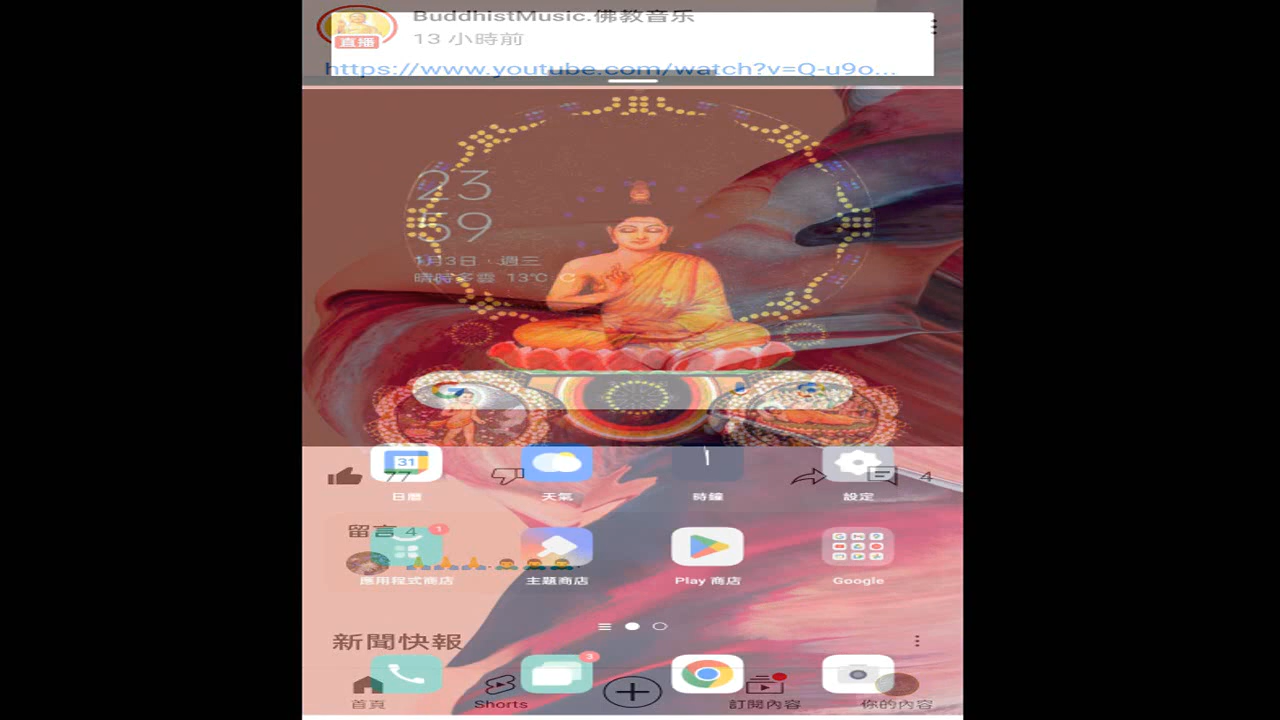 BuddhistMusic.佛教音乐
直播
13 小時前
https://www.youtube.com/watch?v=Q-u9o...
23
59
1月3日 · 週三
晴時多雲 13°C
31
77
4
日曆
天氣
時鐘
設定
留言 4
1
應用程式商店
主題商店
Play 商店
Google
新聞快報
3
首頁
Shorts
訂閱內容
你的內容